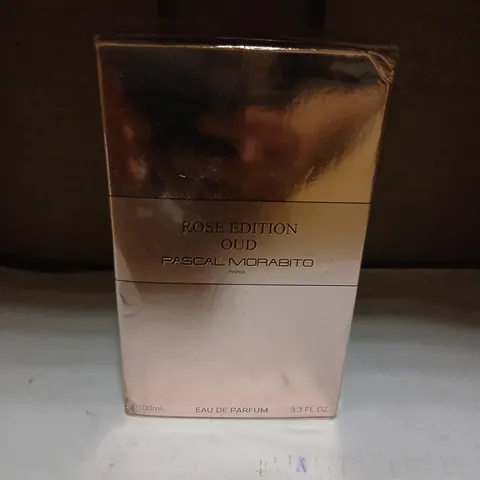 ROSE EDITION
OUD
PASCAL MORABITO
PARIS
100ml EAU DE PARFUM 3.3 FL OZ